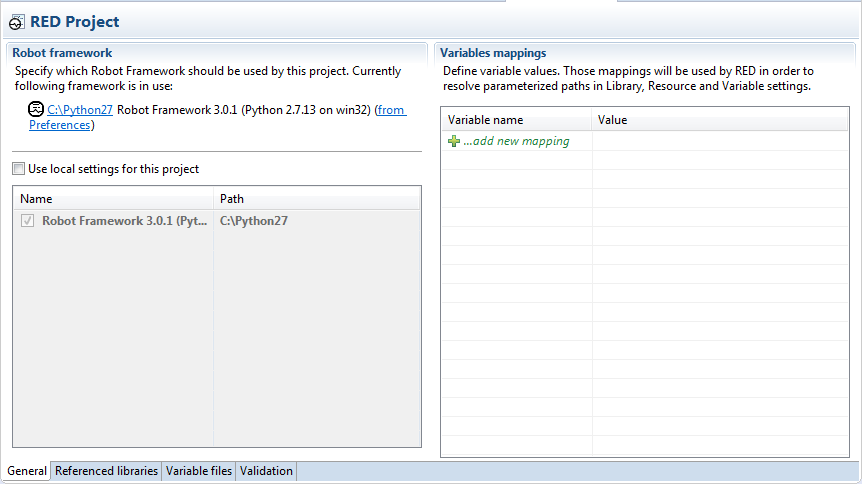 RED Project
Robot framework
Specify which Robot Framework should be used by this project. Currently
following framework is in use:
C:\Python27 Robot Framework 3.0.1 (Python 2.7.13 on win32) (from
Preferences)
Use local settings for this project
Name Path
Robot Framework 3.0.1 (Pyt... C:\Python27
Variables mappings
Define variable values. Those mappings will be used by RED in order to
resolve parameterized paths in Library, Resource and Variable settings.
Variable name Value
...add new mapping
General Referenced libraries Variable files Validation